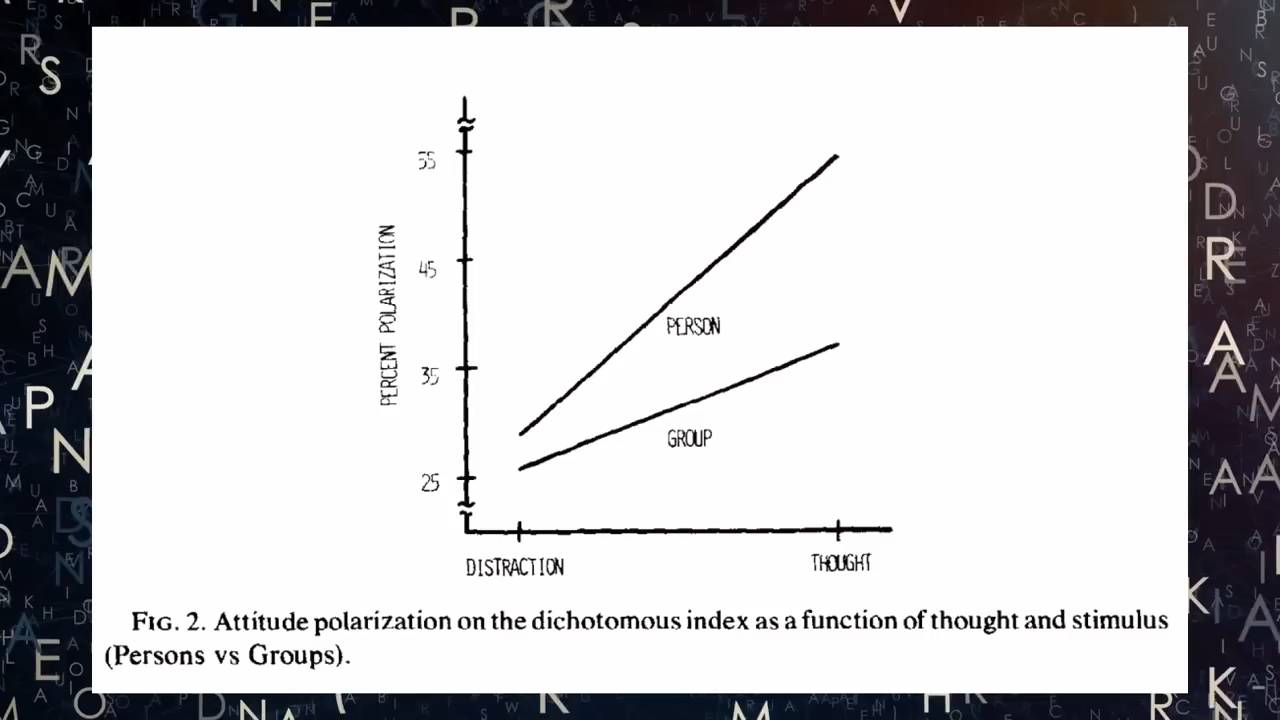 55
45
35
25
PERCENT POLARIZATION
PERSON
GROUP
DISTRACTION
THOUGHT
FIG. 2. Attitude polarization on the dichotomous index as a function of thought and stimulus
(Persons vs Groups).